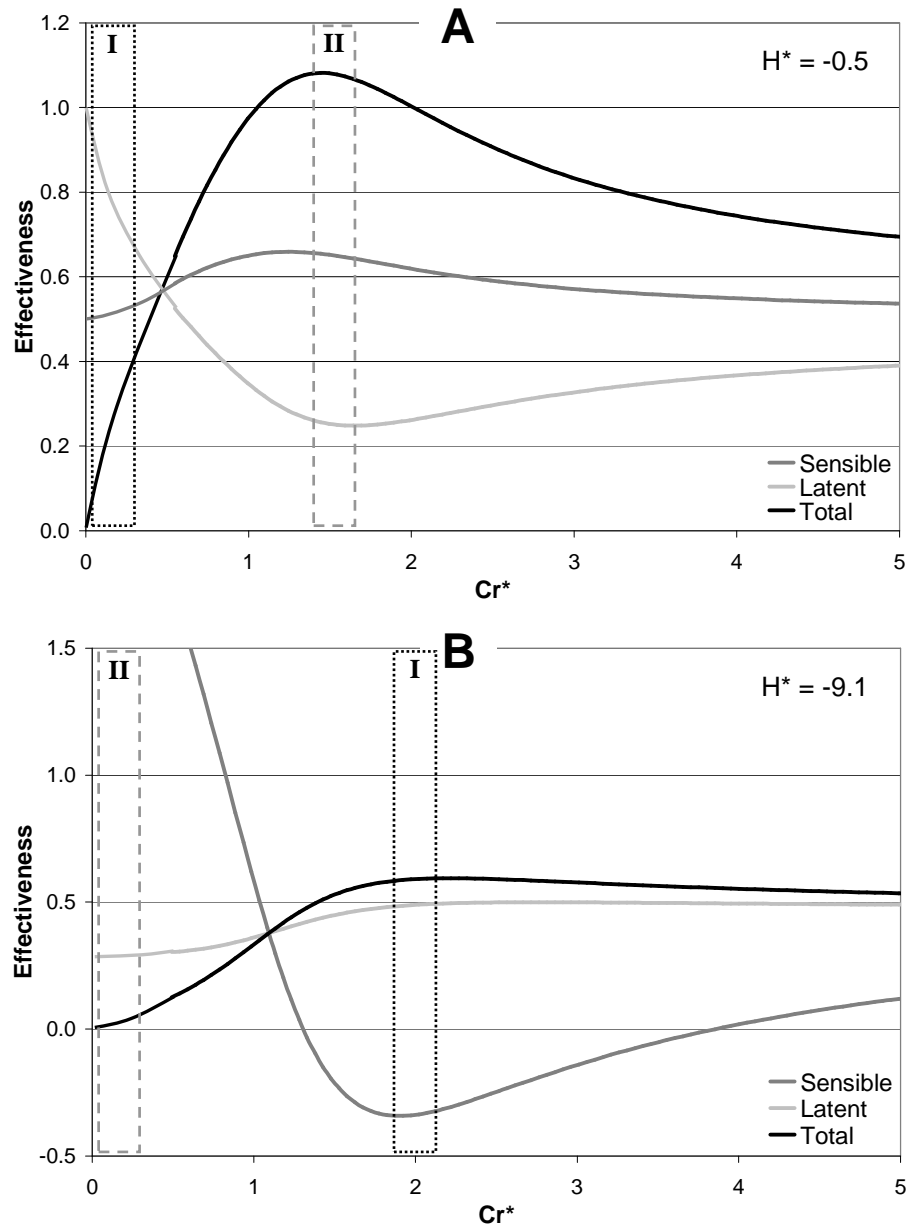 A
I
II
H* = -0.5
1.2
1.0
0.8
0.6
0.4
0.2
0.0
Effectiveness
Sensible
Latent
Total
0 1 2 3 4 5
Cr*
B
II
I
H* = -9.1
1.5
1.0
0.5
0.0
-0.5
Effectiveness
Sensible
Latent
Total
0 1 2 3 4 5
Cr*